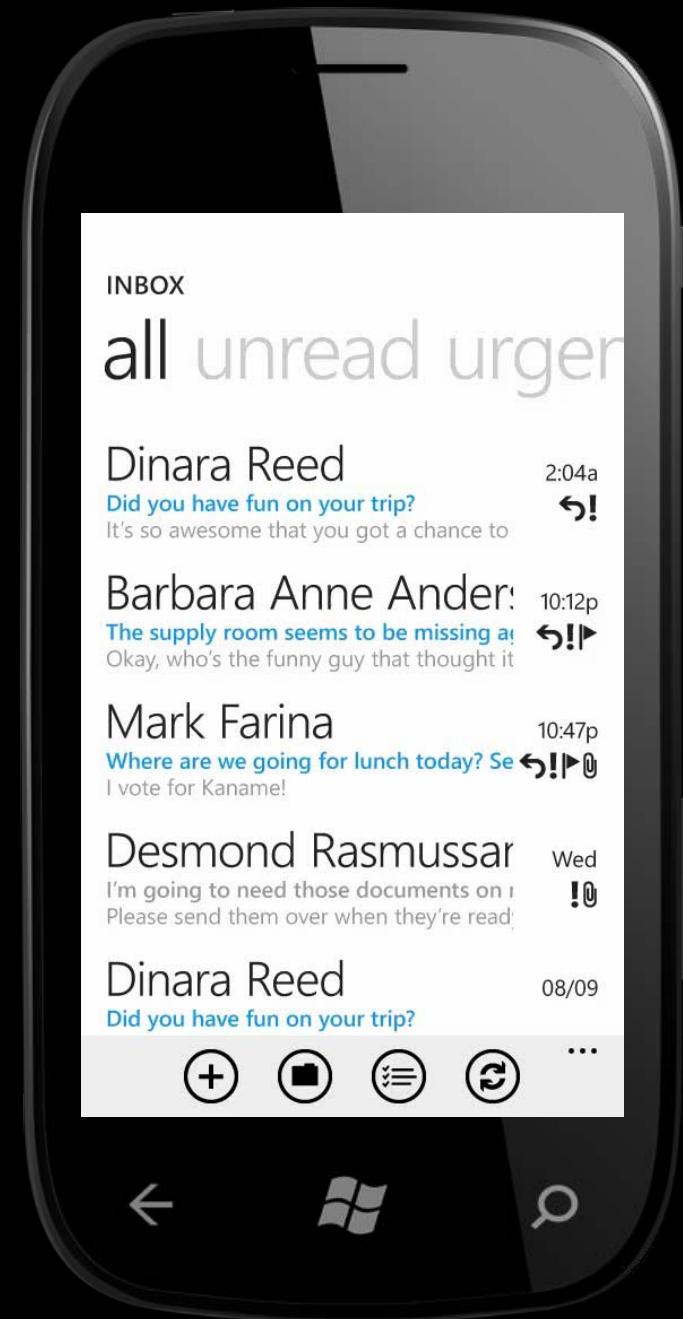 INBOX
all unread urgen
Dinara Reed
2:04a
Did you have fun on your trip?
It's so awesome that you got a chance to
Barbara Anne Anders
10:12p
The supply room seems to be missing ag
Okay, who's the funny guy that thought it
Mark Farina
10:47p
Where are we going for lunch today? Se
I vote for Kaname!
Desmond Rasmussan
Wed
I'm going to need those documents on
Please send them over when they're ready
Dinara Reed
08/09
Did you have fun on your trip?